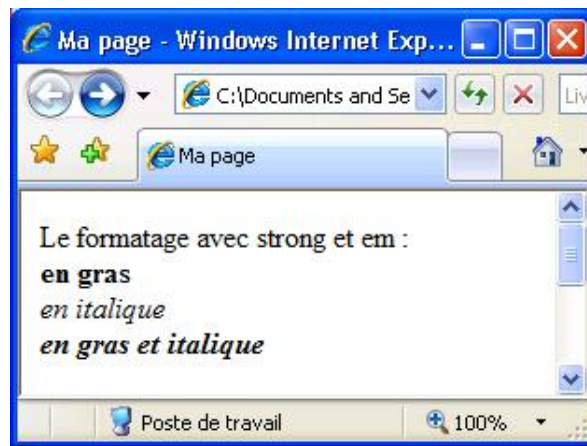 Ma page - Windows Internet Exp...
C:\Documents and Se
Liv
Ma page
Le formatage avec strong et em :
en gras
en italique
en gras et italique
Poste de travail
100%